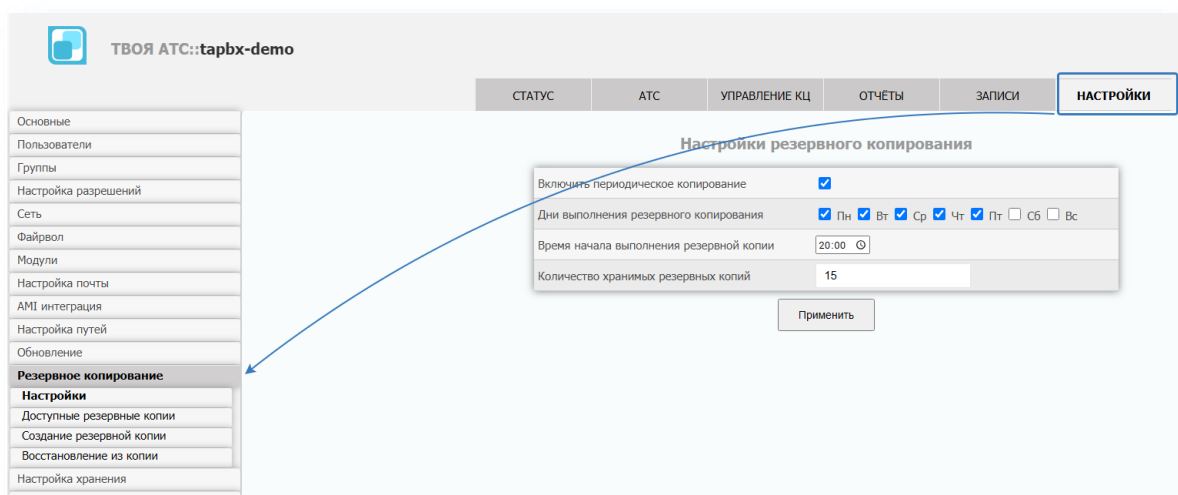 ТВОЯ АТС::tapbx-demo
СТАТУС АТС УПРАВЛЕНИЕ КЦ ОТЧЁТЫ ЗАПИСИ НАСТРОЙКИ
Основные
Пользователи
Группы
Настройка разрешений
Сеть
Файрвол
Модули
Настройка почты
AMI интеграция
Настройка путей
Обновление
Резервное копирование
Настройки
Доступные резервные копии
Создание резервной копии
Восстановление из копии
Настройка хранения
Настройки резервного копирования
Включить периодическое копирование
Дни выполнения резервного копирования Пн Вт Ср Чт Пт Сб Вс
Время начала выполнения резервной копии 20:00
Количество хранимых резервных копий 15
Применить